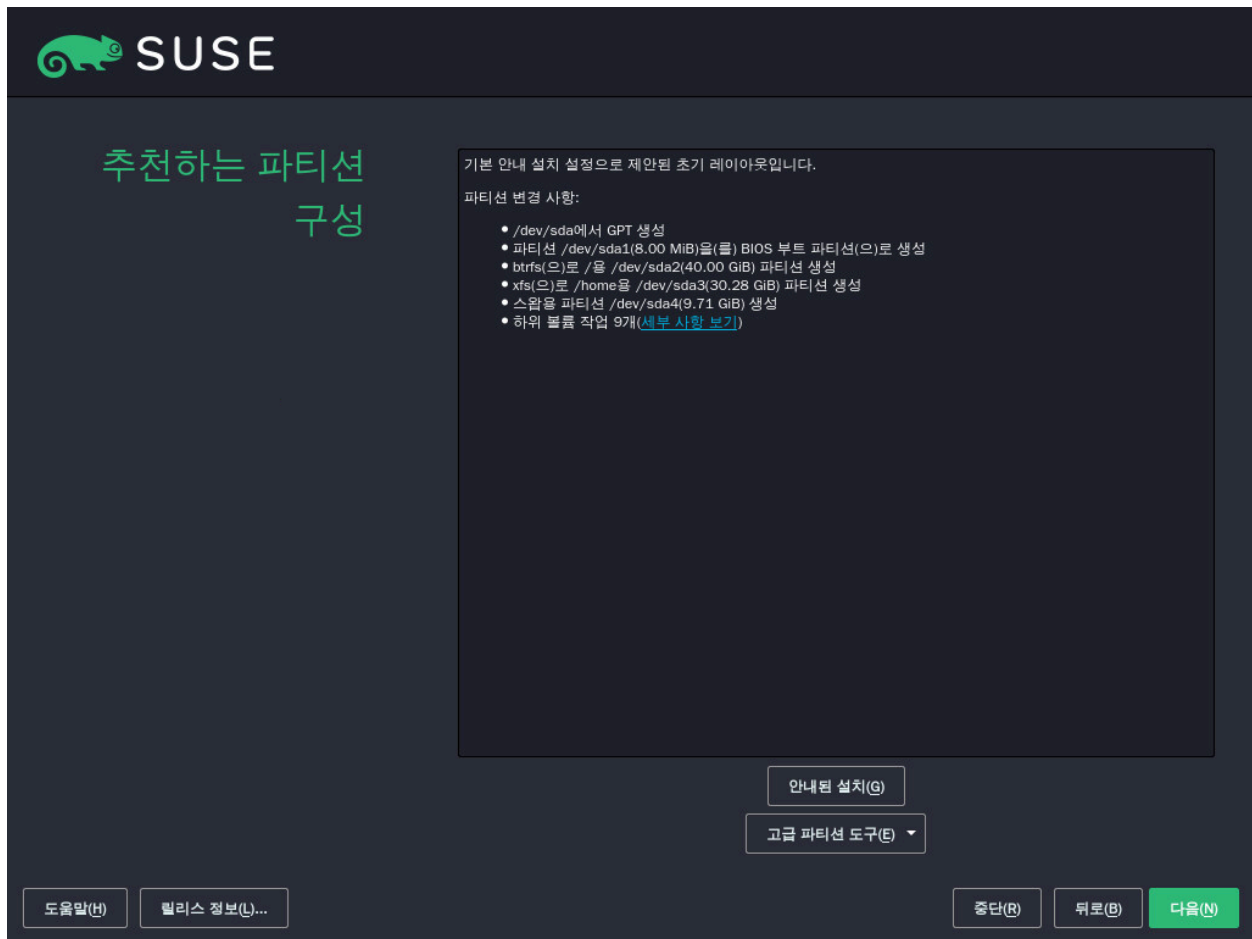 SUSE
추천하는 파티션
구성
기본 안내 설치 설정으로 제안된 초기 레이아웃입니다.
파티션 변경 사항:
● /dev/sda에서 GPT 생성
● 파티션 /dev/sda1(8.00 MiB)을(를) BIOS 부트 파티션(으)로 생성
● btrfs(으)로 /용 /dev/sda2(40.00 GiB) 파티션 생성
● xfs(으)로 /home용 /dev/sda3(30.28 GiB) 파티션 생성
● 스왑용 파티션 /dev/sda4(9.71 GiB) 생성
● 하위 볼륨 작업 9개(세부 사항 보기)
안내된 설치(G)
고급 파티션 도구(E)
도움말(H)
릴리스 정보(L)...
중단(R)
뒤로(B)
다음(N)